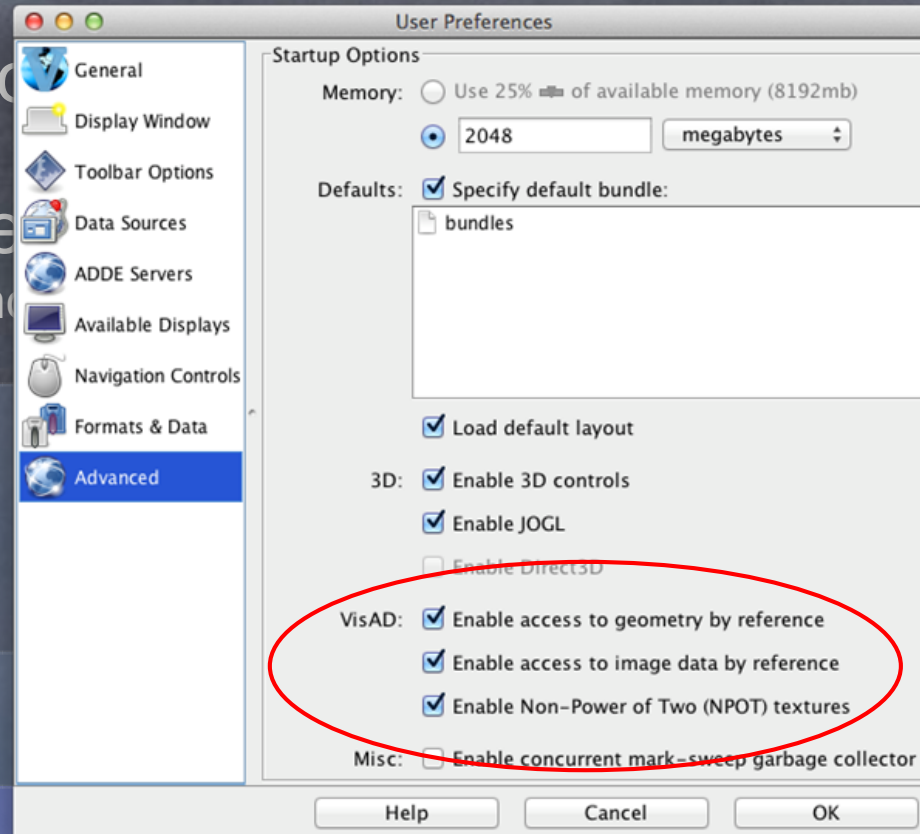 User Preferences
General
Display Window
Toolbar Options
Data Sources
ADDE Servers
Available Displays
Navigation Controls
Formats & Data
Advanced
Startup Options
Memory: Use 25% of available memory (8192mb)
2048 megabytes
Defaults: Specify default bundle:
bundles
Load default layout
3D: Enable 3D controls
Enable JOGL
Enable Direct3D
VisAD: Enable access to geometry by reference
Enable access to image data by reference
Enable Non-Power of Two (NPOT) textures
Misc: Enable concurrent mark-sweep garbage collector
Help Cancel OK